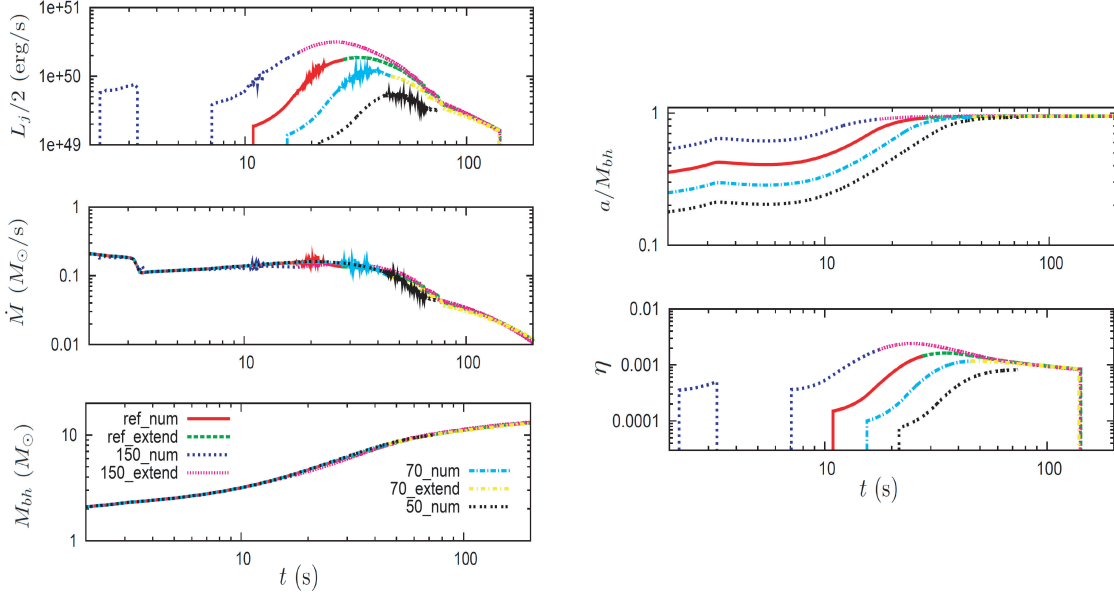 L_j/2 (erg/s)
1e+51
1e+50
1e+49
10
100
Ṁ (M_⊙/s)
1
0.1
0.01
10
100
M_bh (M_⊙)
10
1
ref_num
ref_extend
150_num
150_extend
70_num
70_extend
50_num
10
100
t (s)
a/M_bh
1
0.1
10
100
η
0.01
0.001
0.0001
10
100
t (s)